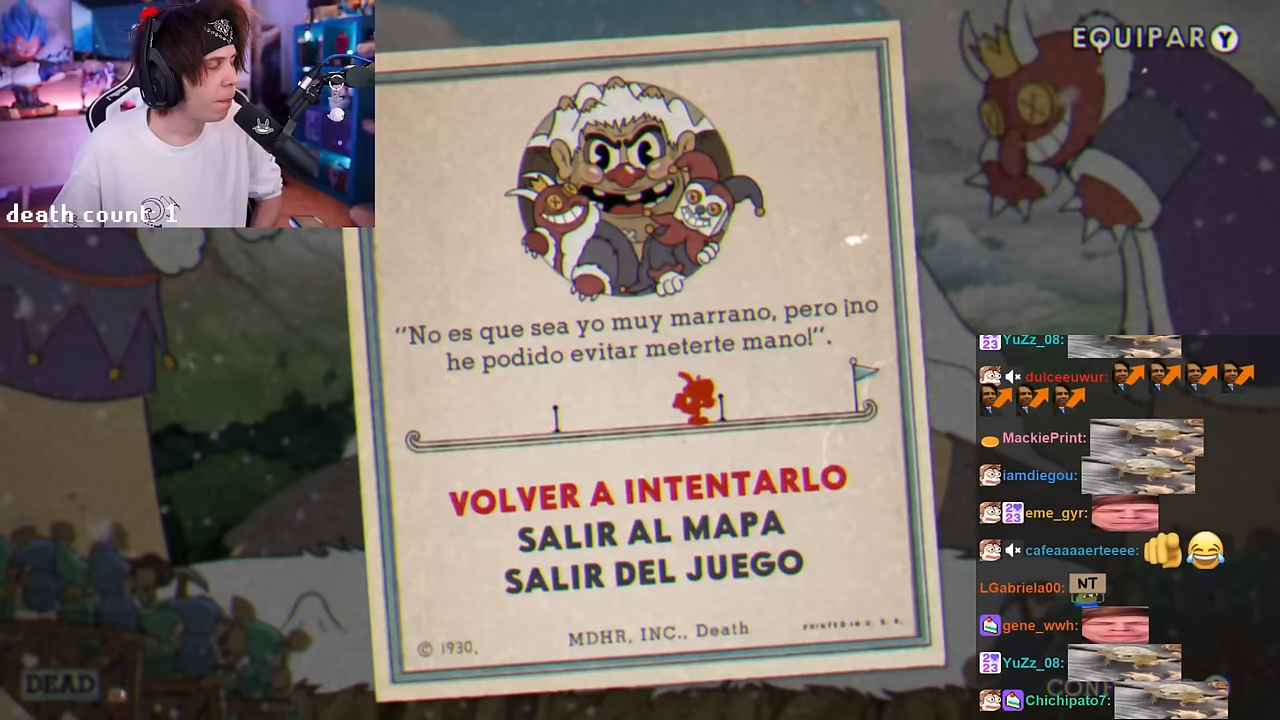 EQUIPAR Y
death count 1
“No es que sea yo muy marrano, pero ¡no
he podido evitar meterte mano!”.
VOLVER A INTENTARLO
SALIR AL MAPA
SALIR DEL JUEGO
© 1930.
MDHR, INC., Death
PRINTED IN U. S. A.
DEAD
YuZz_08:
dulceeuwur:
MackiePrint:
iamdiegou:
eme_gyr:
cafeaaaaerteeee:
LGabriela00: NT
gene_wwh:
YuZz_08:
Chichipato7: